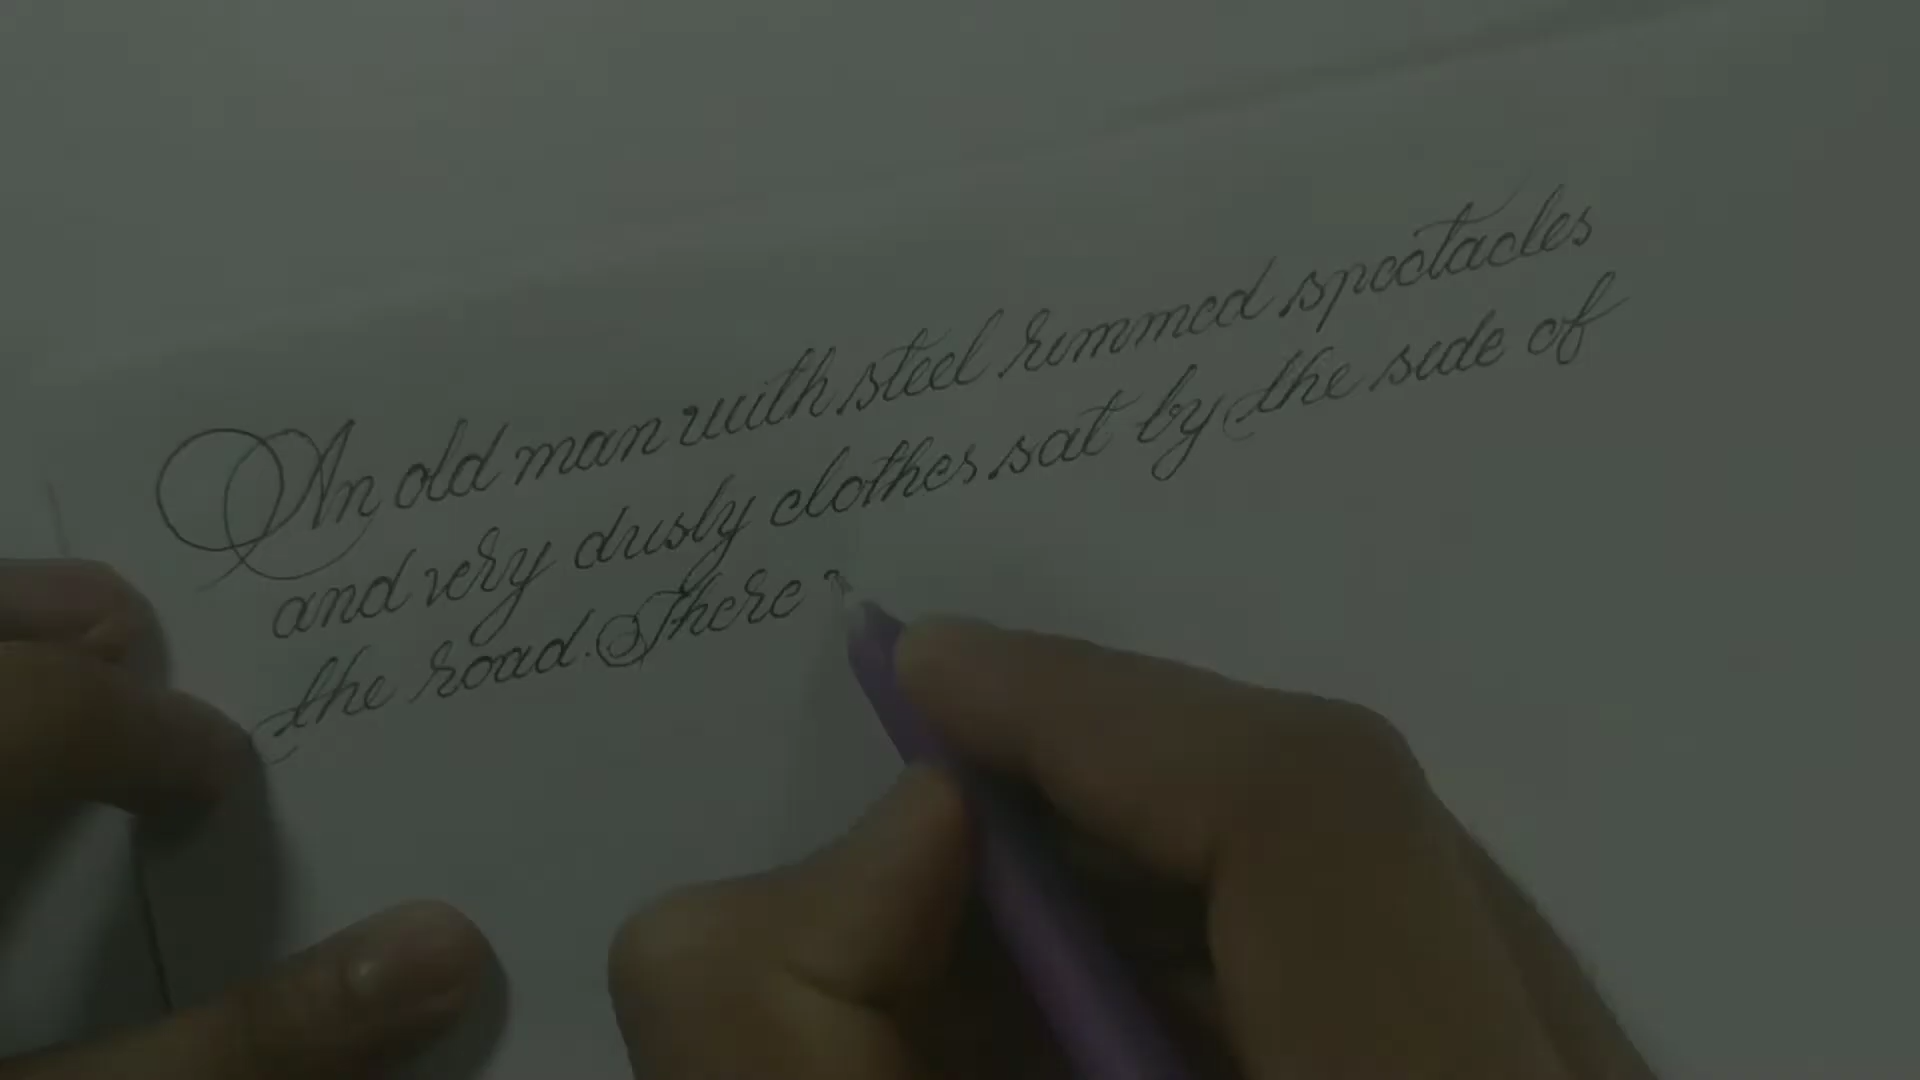 An old man with steel rimmed spectacles
and very dusty clothes sat by the side of
the road. There